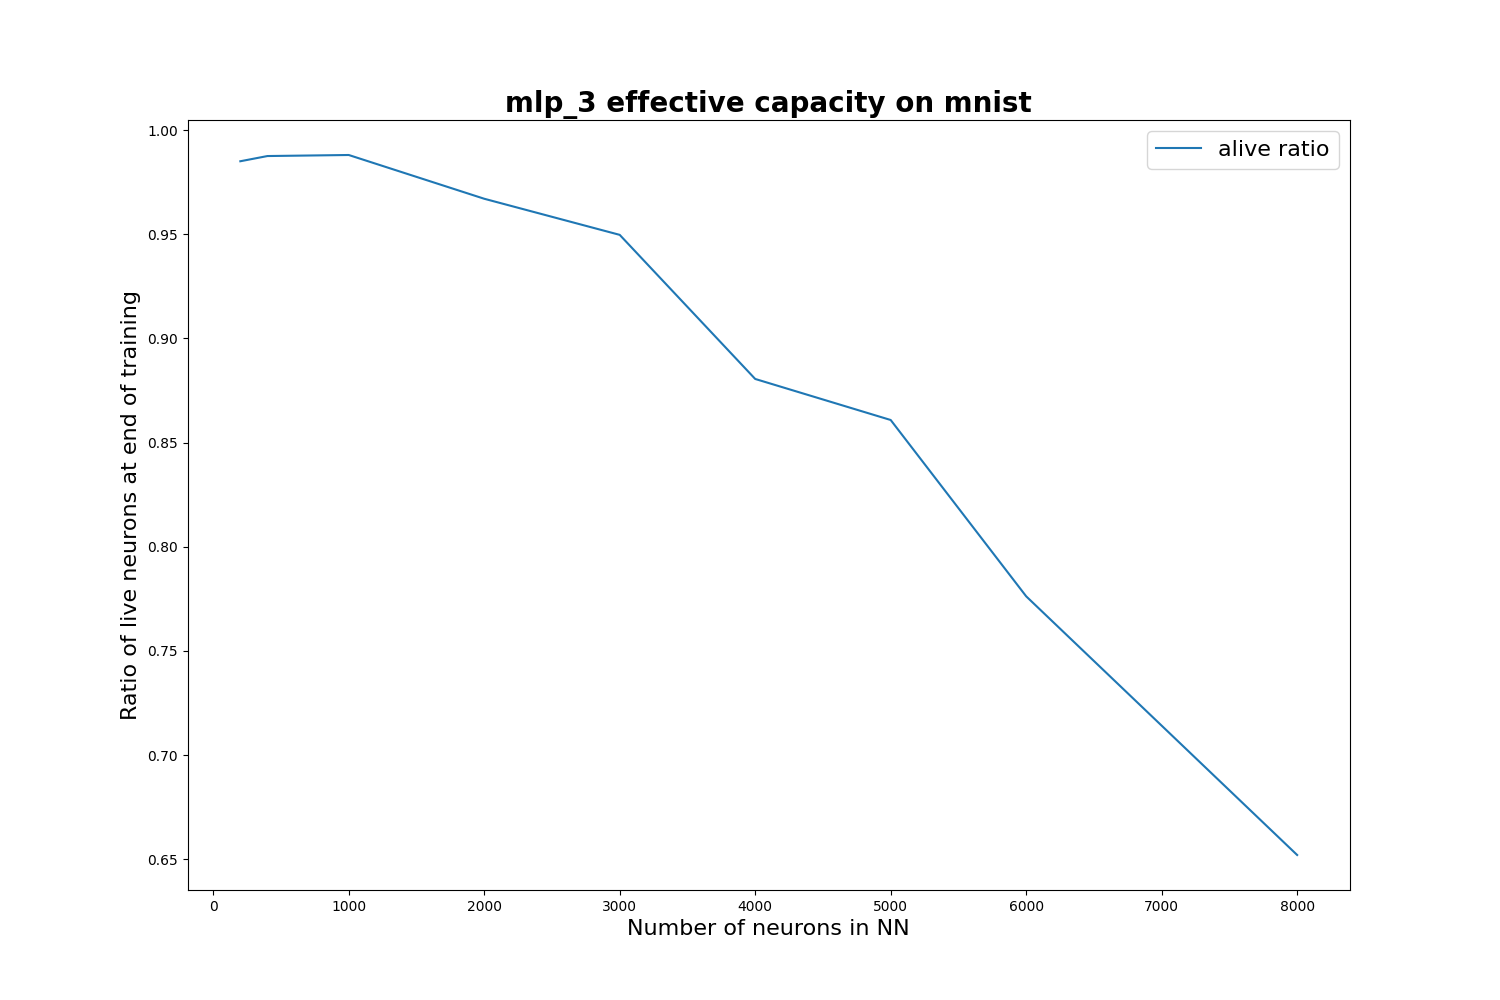 mlp_3 effective capacity on mnist
alive ratio
Ratio of live neurons at end of training
1.00
0.95
0.90
0.85
0.80
0.75
0.70
0.65
0 1000 2000 3000 4000 5000 6000 7000 8000
Number of neurons in NN